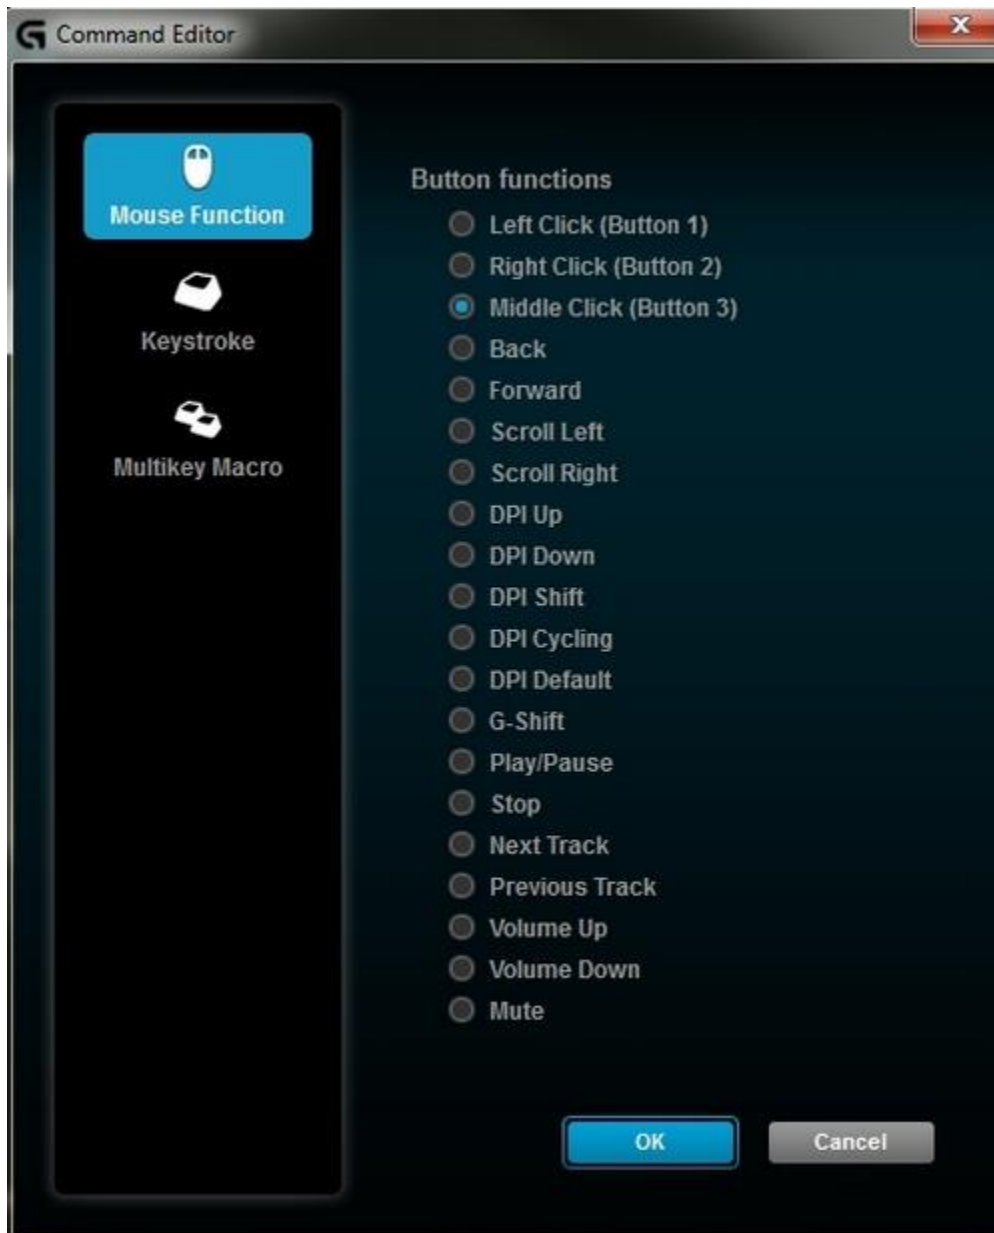 Command Editor
Mouse Function
Keystroke
Multikey Macro
Button functions
Left Click (Button 1)
Right Click (Button 2)
Middle Click (Button 3)
Back
Forward
Scroll Left
Scroll Right
DPI Up
DPI Down
DPI Shift
DPI Cycling
DPI Default
G-Shift
Play/Pause
Stop
Next Track
Previous Track
Volume Up
Volume Down
Mute
OK
Cancel